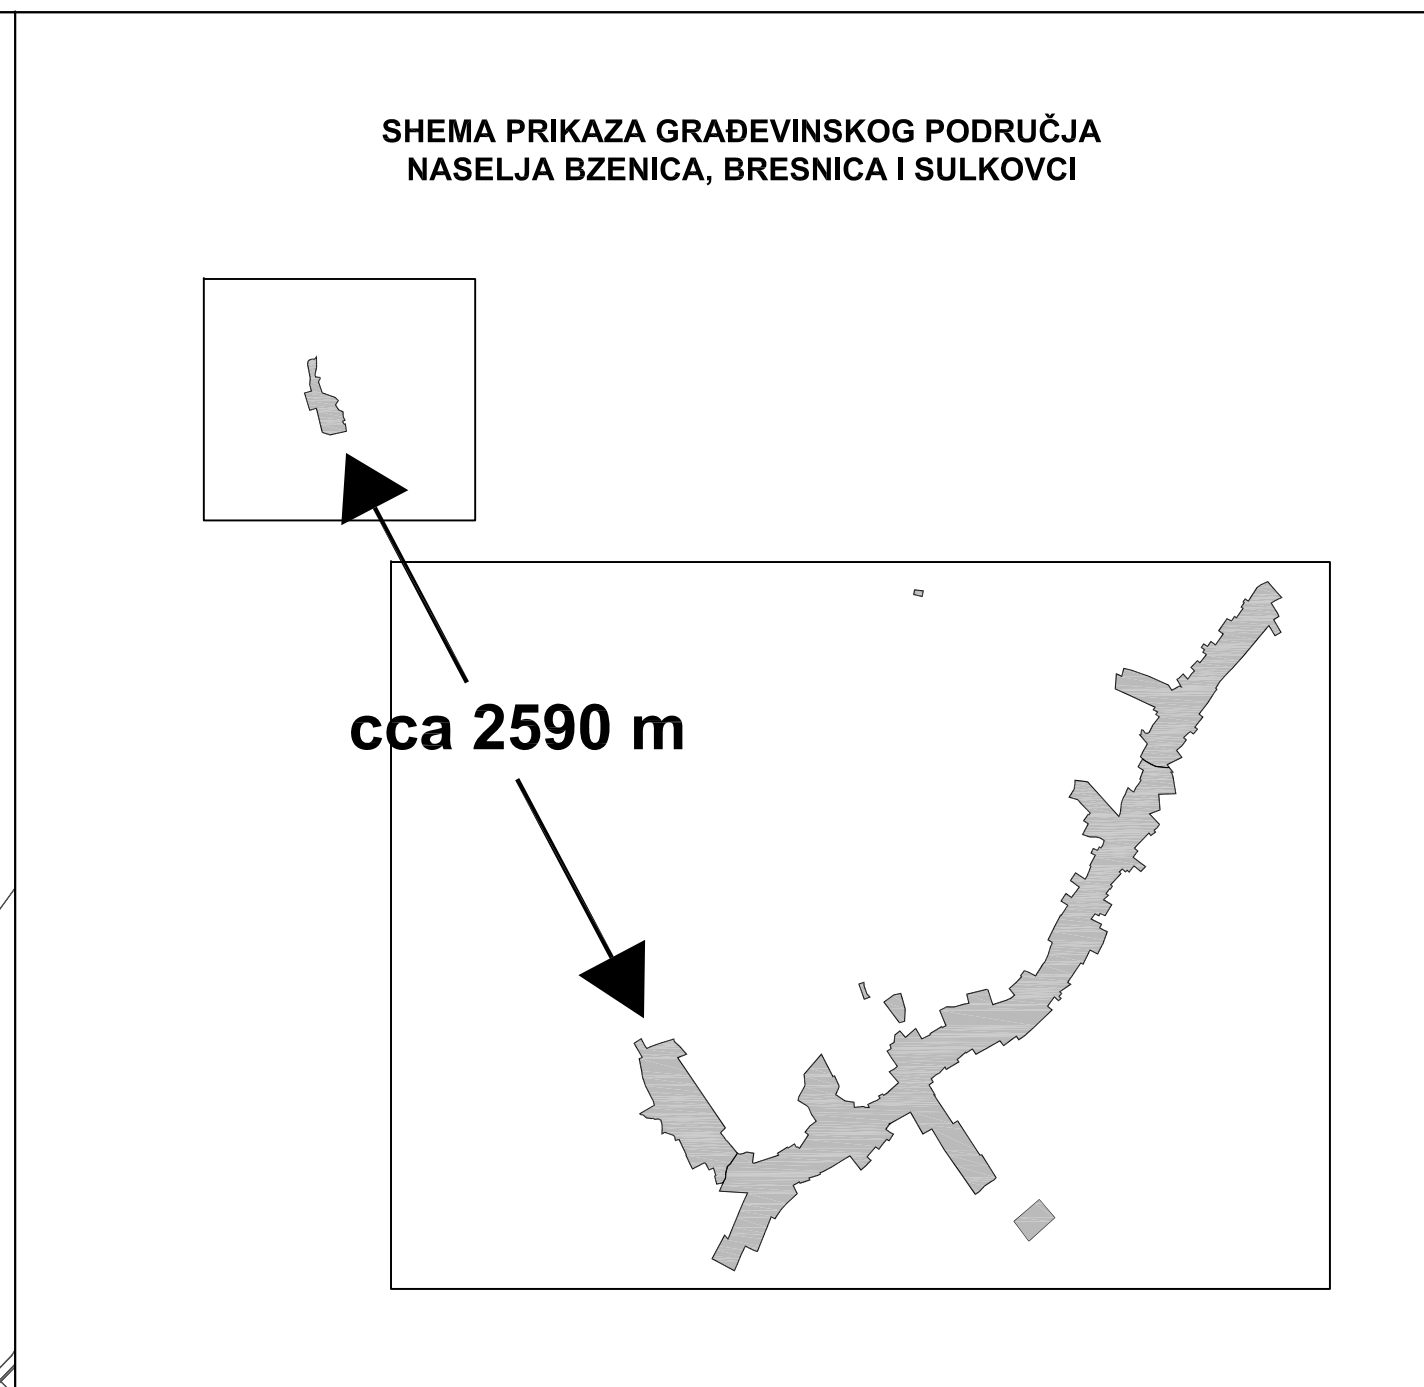 SHEMA PRIKAZA GRAĐEVINSKOG PODRUČJA
NASELJA BZENICA, BRESNICA I SULKOVCI
cca 2590 m